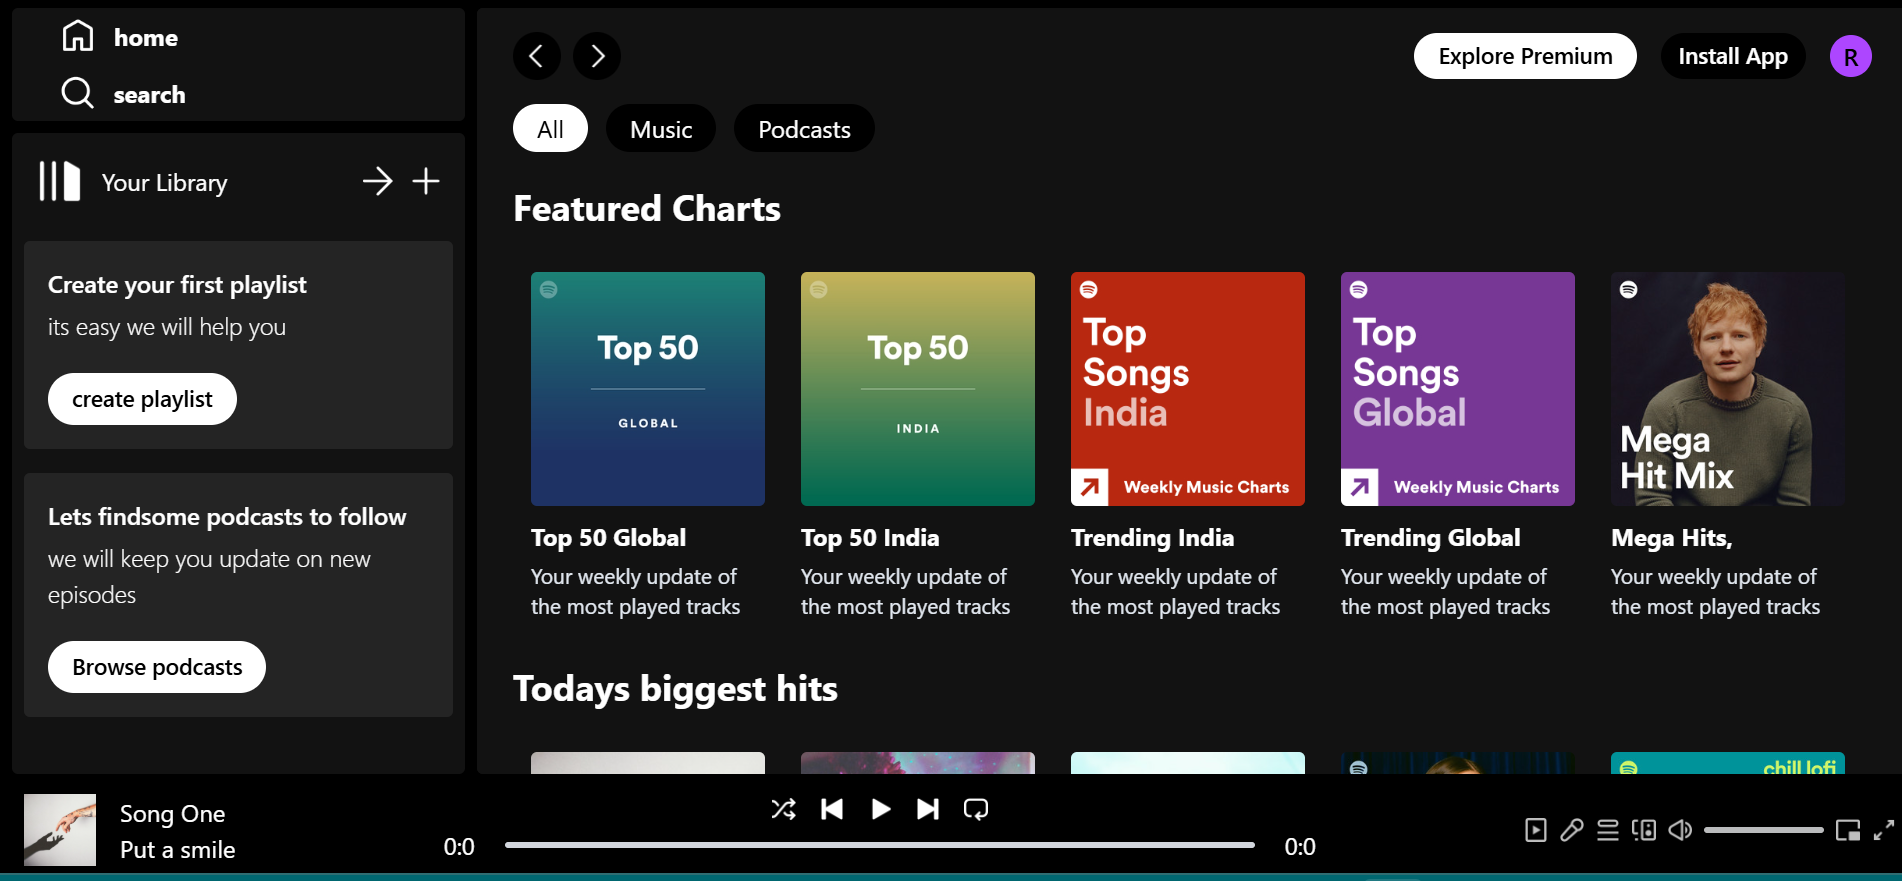 home
search
Your Library
Create your first playlist
its easy we will help you
create playlist
Lets findsome podcasts to follow
we will keep you update on new
episodes
Browse podcasts
Explore Premium
Install App
R
All
Music
Podcasts
Featured Charts
Top 50
GLOBAL
Top 50 Global
Your weekly update of
the most played tracks
Top 50
INDIA
Top 50 India
Your weekly update of
the most played tracks
Top
Songs
India
Weekly Music Charts
Trending India
Your weekly update of
the most played tracks
Top
Songs
Global
Weekly Music Charts
Trending Global
Your weekly update of
the most played tracks
Mega
Hit Mix
Mega Hits,
Your weekly update of
the most played tracks
Todays biggest hits
chill lofi
Song One
Put a smile
0:0
0:0